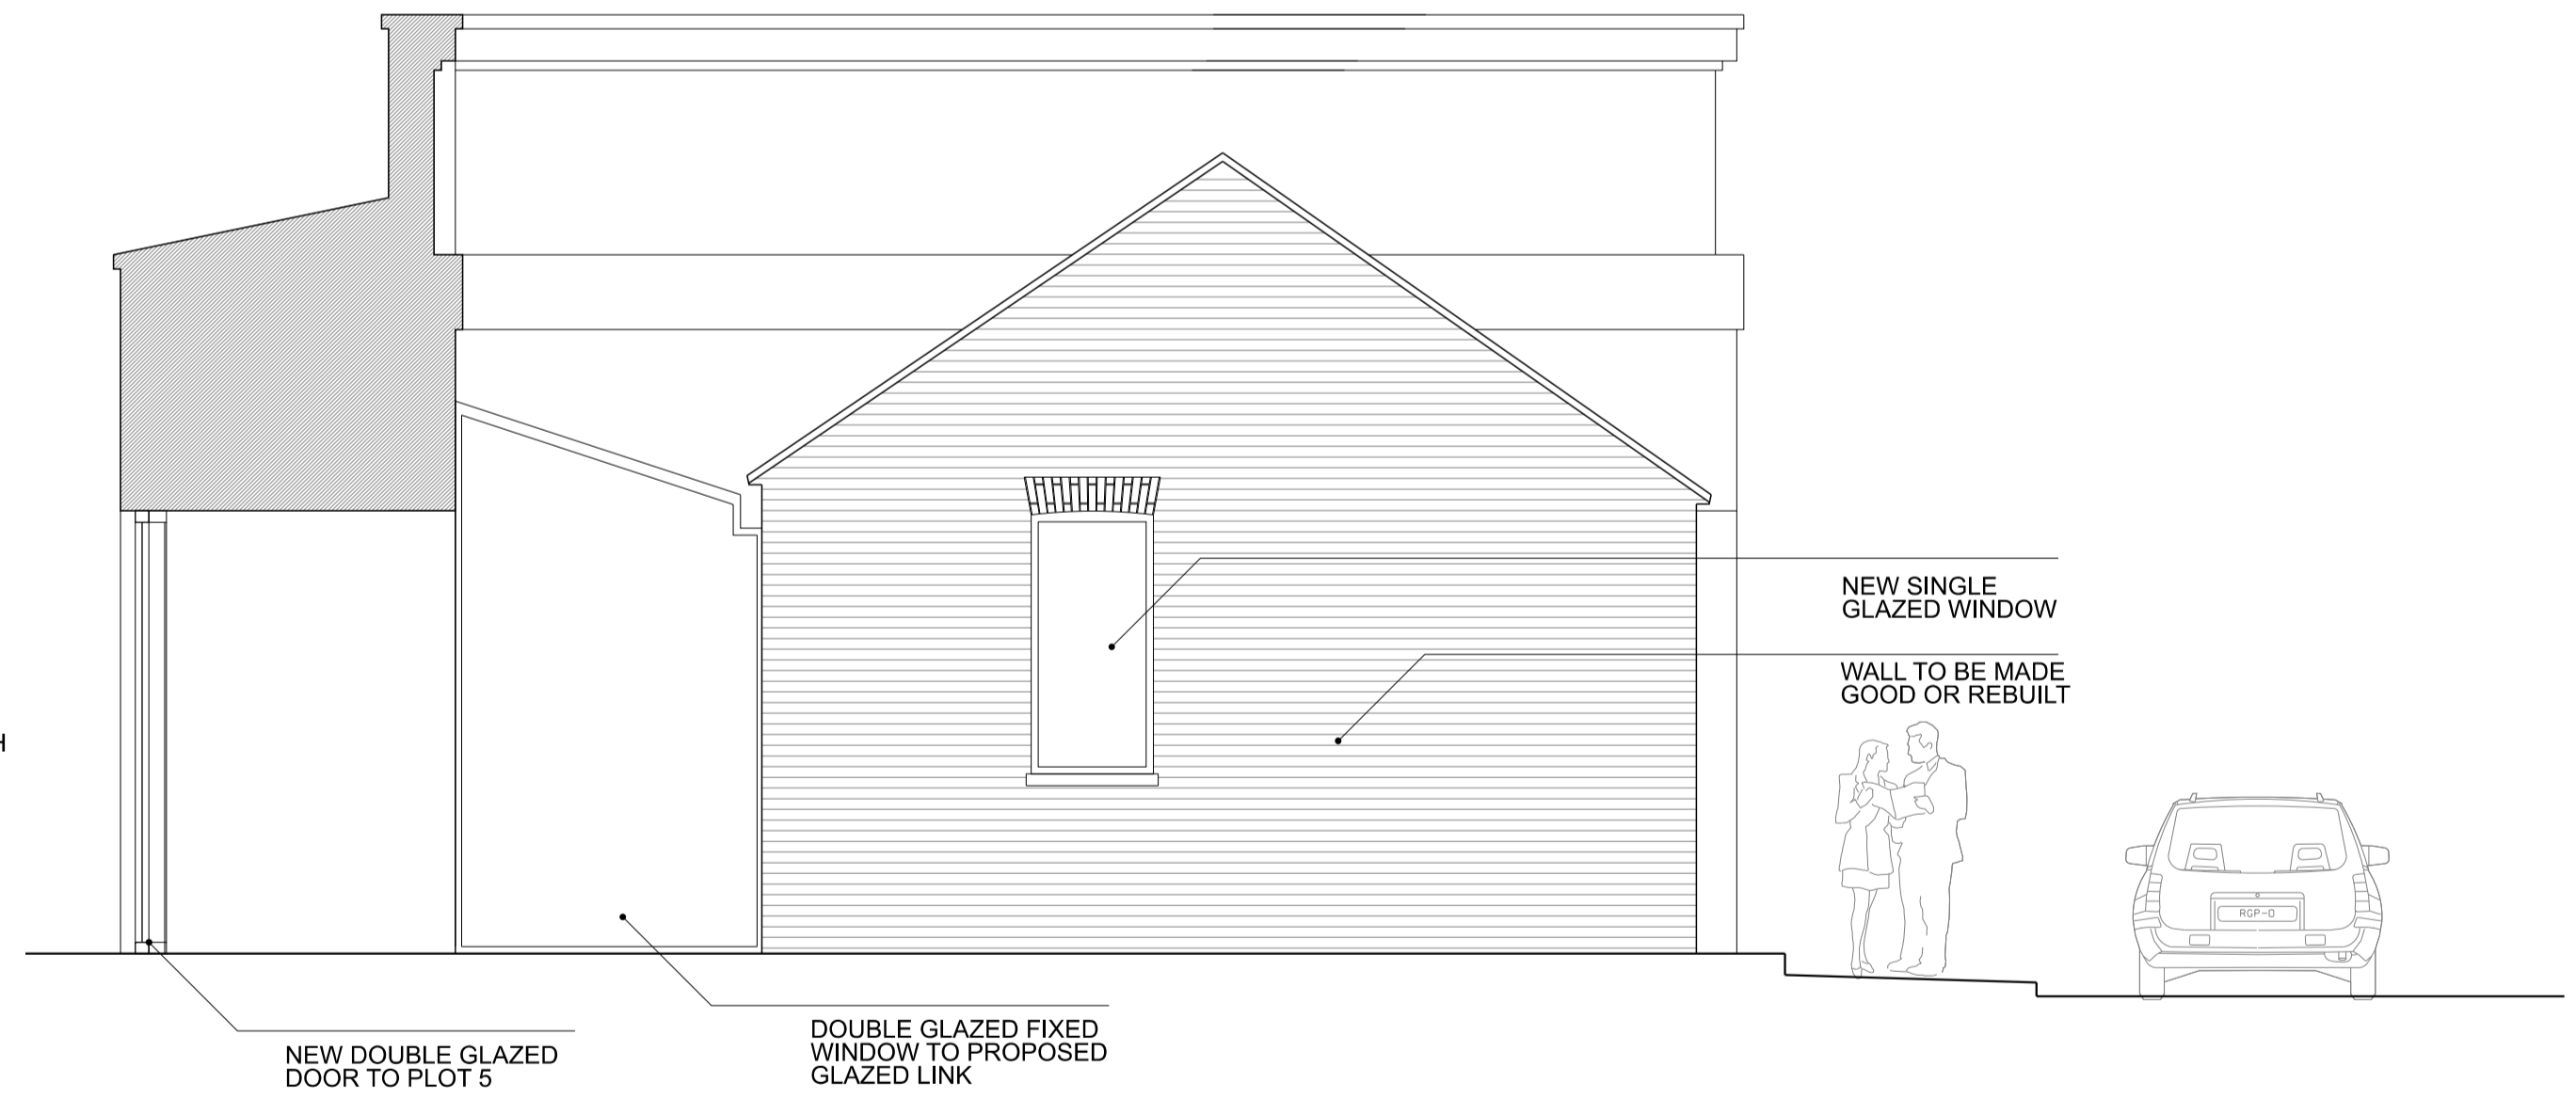 NEW SINGLE
GLAZED WINDOW
WALL TO BE MADE
GOOD OR REBUILT
H
RGP-0
DOUBLE GLAZED FIXED
WINDOW TO PROPOSED
GLAZED LINK
NEW DOUBLE GLAZED
DOOR TO PLOT 5